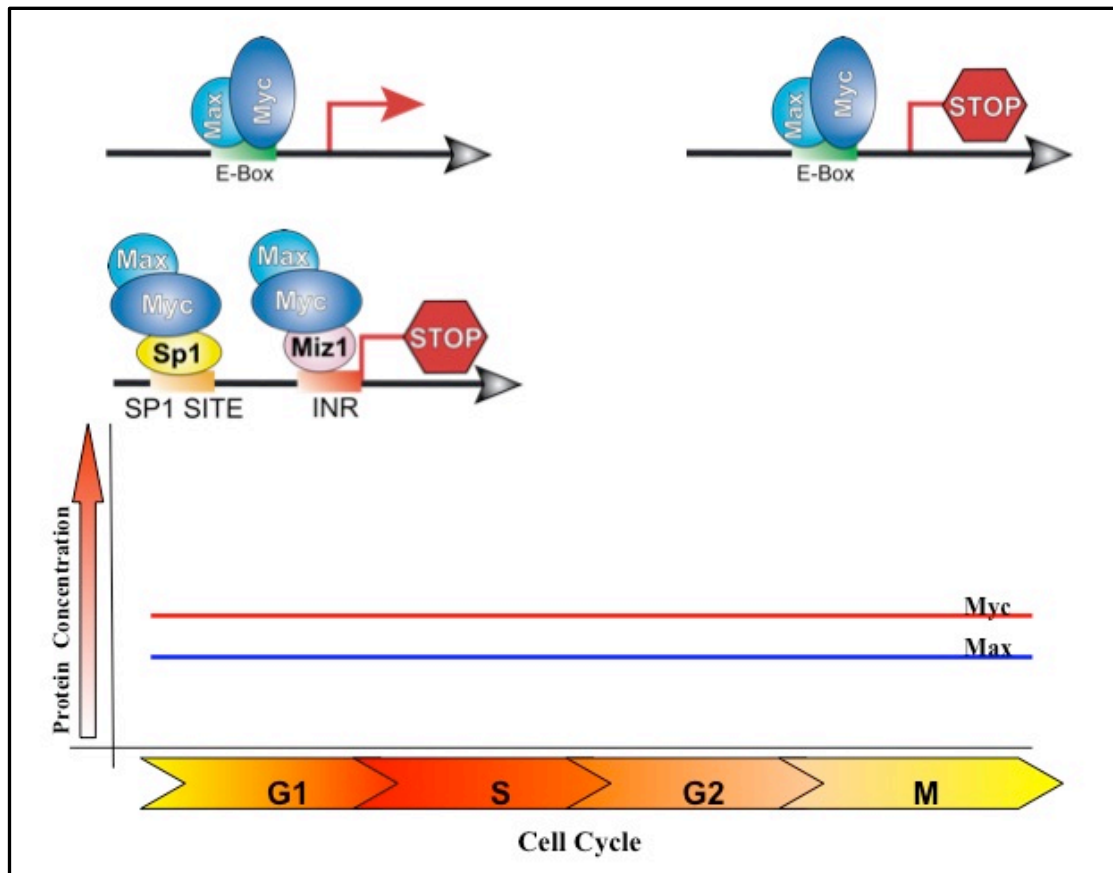 Max Myc
E-Box
Max Myc STOP
E-Box
Max Max
Myc Myc
Sp1 Miz1 STOP
SP1 SITE INR
Protein Concentration
Myc
Max
G1 S G2 M
Cell Cycle